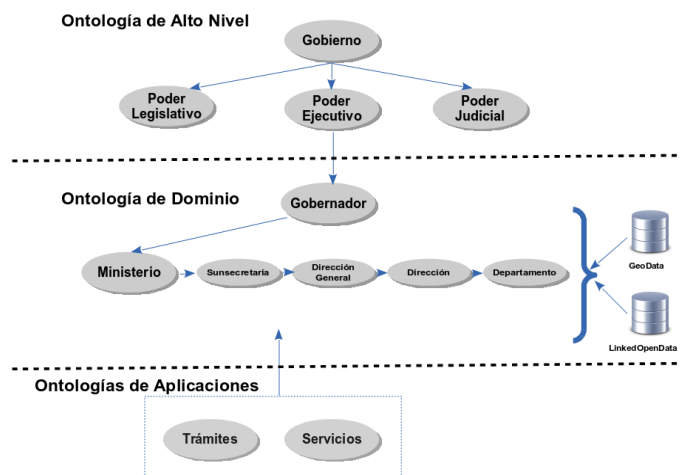 Ontología de Alto Nivel
Gobierno
Poder
Legislativo
Poder
Ejecutivo
Poder
Judicial
Ontología de Dominio
Gobernador
Ministerio
Sunsecretaría
Dirección
General
Dirección
Departamento
GeoData
LinkedOpenData
Ontologías de Aplicaciones
Trámites
Servicios